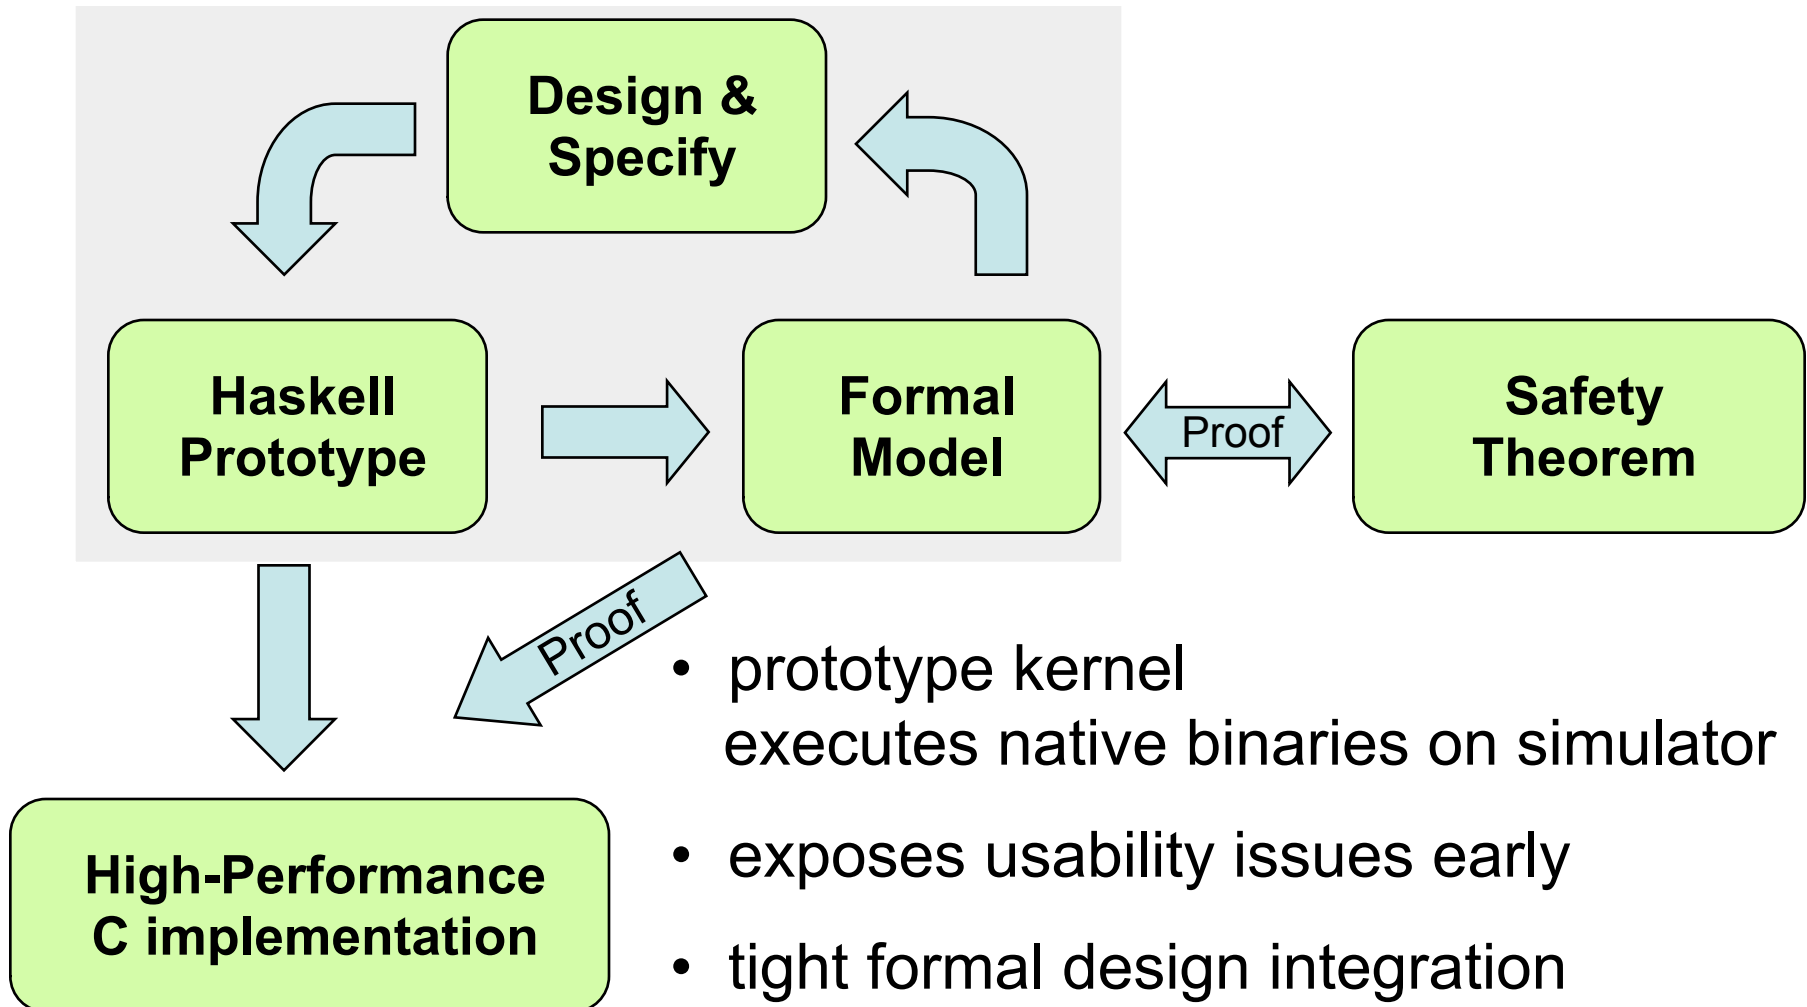 Design &
Specify
Haskell
Prototype
Formal
Model
Proof
Safety
Theorem
Proof
• prototype kernel
executes native binaries on simulator
High-Performance
C implementation
• exposes usability issues early
• tight formal design integration